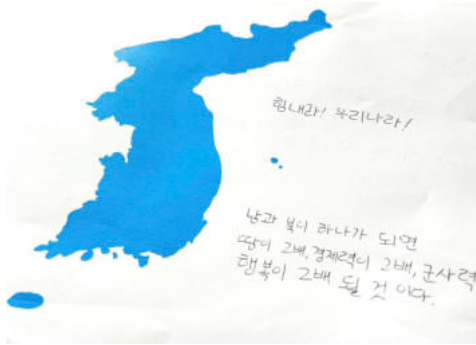 힘내라! 우리나라!
남과 북이 하나가 되면
땅이 2배, 경제력이 2배, 군사력
행복이 2배 될 것 이다.